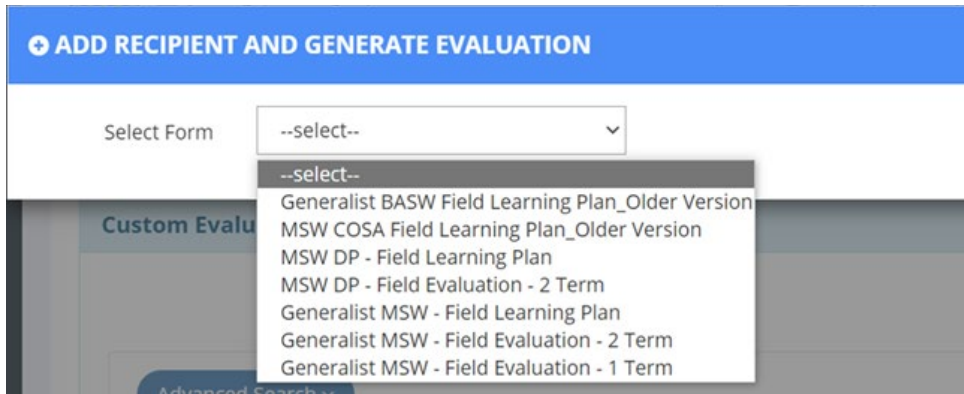 ADD RECIPIENT AND GENERATE EVALUATION
Select Form
--select--
--select--
Generalist BASW Field Learning Plan_Older Version
MSW COSA Field Learning Plan_Older Version
MSW DP - Field Learning Plan
MSW DP - Field Evaluation - 2 Term
Generalist MSW - Field Learning Plan
Generalist MSW - Field Evaluation - 2 Term
Generalist MSW - Field Evaluation - 1 Term
Custom Evalu
Advanced Search